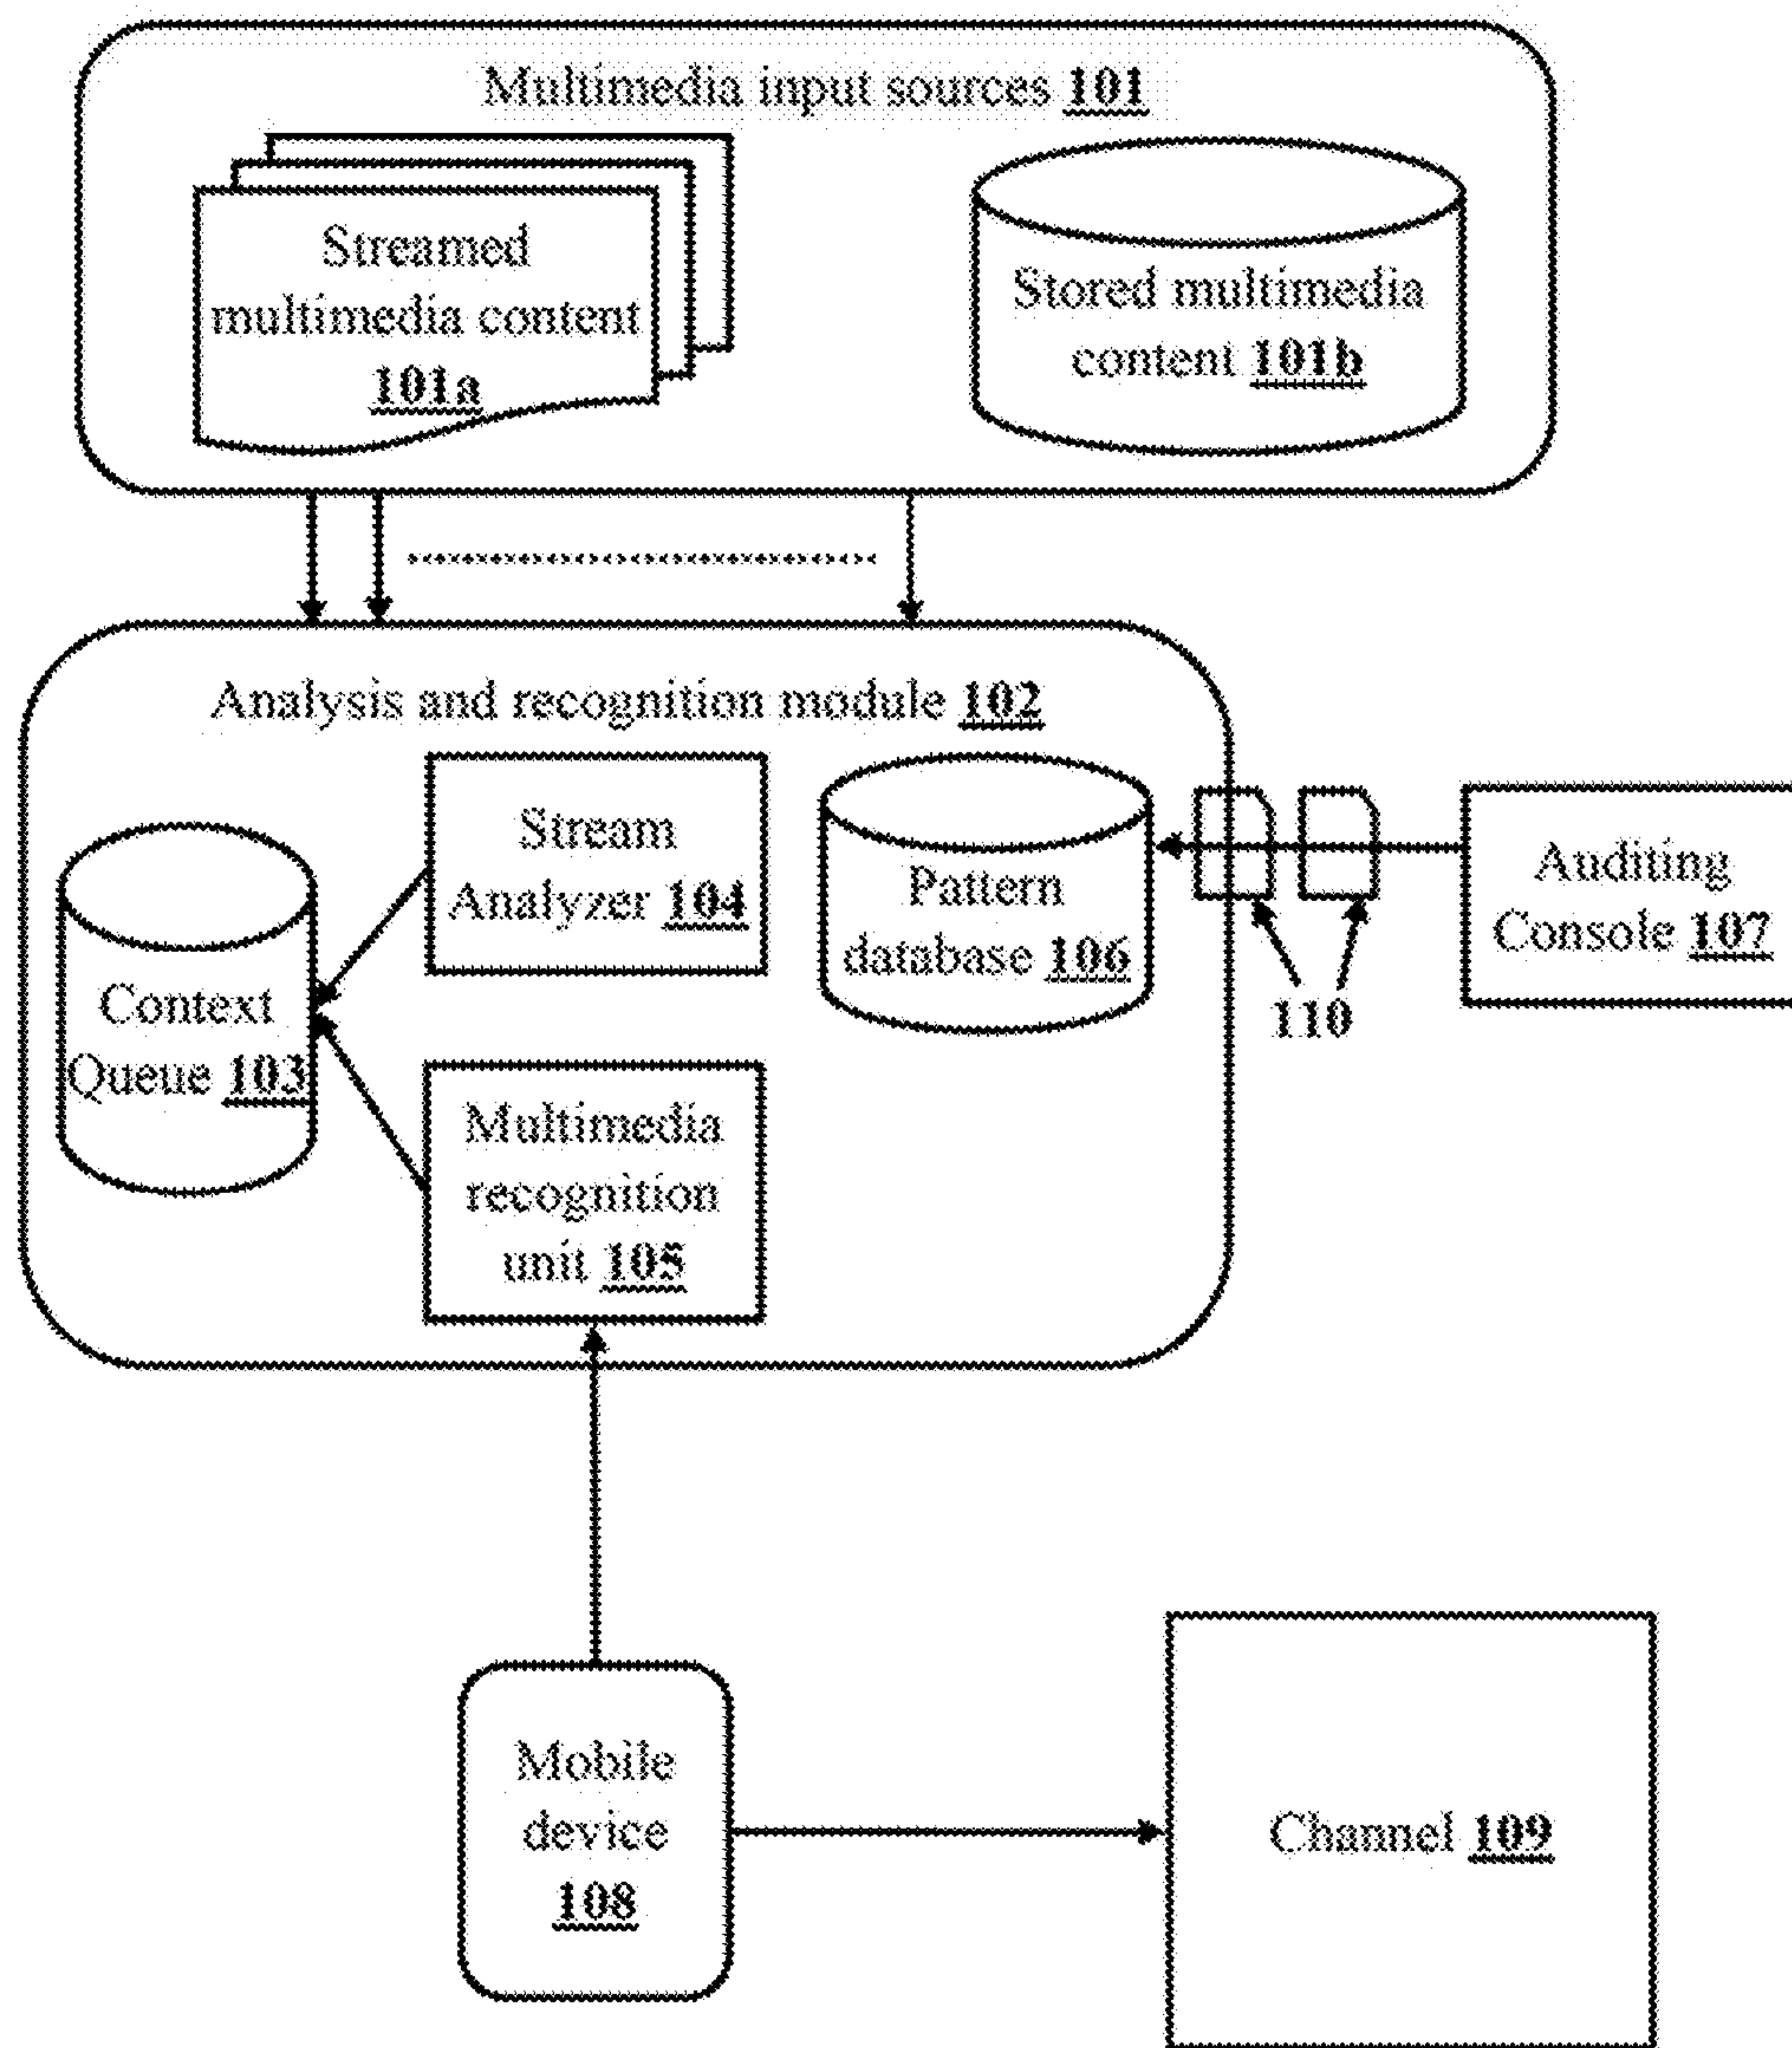 Multimedia input sources 101
Streamed
multimedia content
101a
Stored multimedia
content 101b
Analysis and recognition module 102
Stream
Analyzer 104
Context
Queue 103
Pattern
database 106
Multimedia
recognition
unit 105
110
Auditing
Console 107
Mobile
device
108
Channel 109